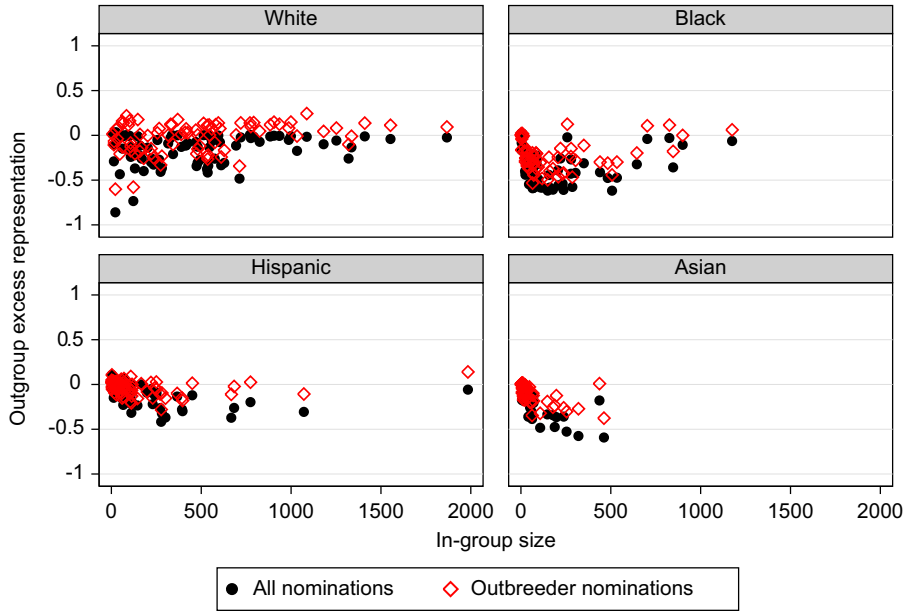 White
Black
1
0.5
0
-0.5
-1
Hispanic
Asian
1
0.5
0
-0.5
-1
0
500
1000
1500
2000
0
500
1000
1500
2000
Outgroup excess representation
In-group size
All nominations
Outbreeder nominations